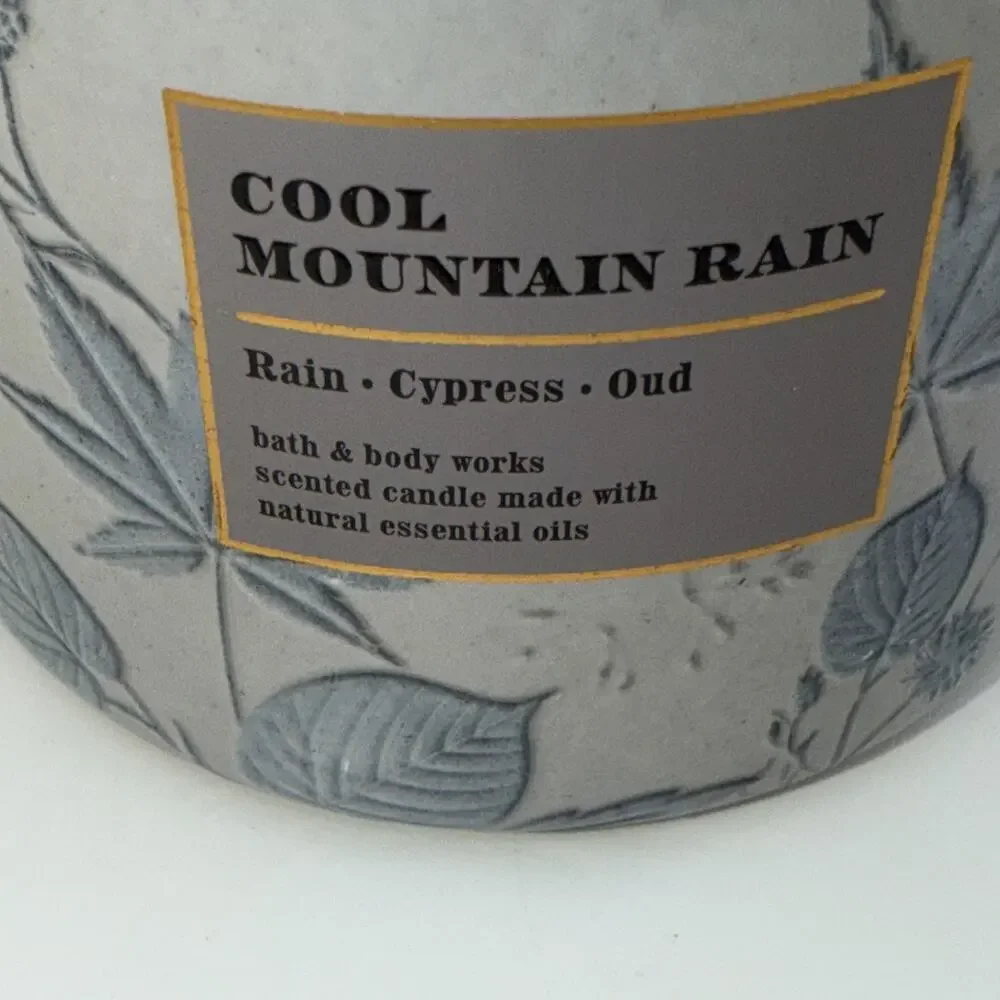 COOL
MOUNTAIN RAIN
Rain · Cypress · Oud
bath & body works
scented candle made with
natural essential oils